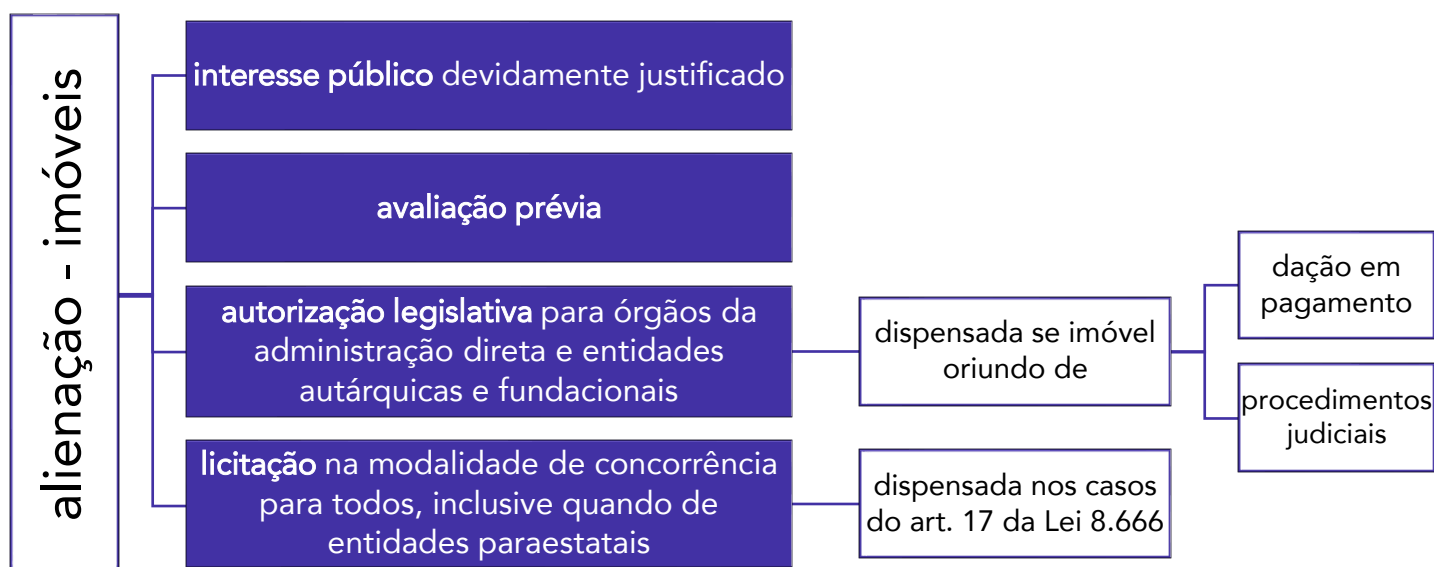 alienação - imóveis
interesse público devidamente justificado
avaliação prévia
autorização legislativa para órgãos da
administração direta e entidades
autárquicas e fundacionais
dispensada se imóvel
oriundo de
dação em
pagamento
procedimentos
judiciais
licitação na modalidade de concorrência
para todos, inclusive quando de
entidades paraestatais
dispensada nos casos
do art. 17 da Lei 8.666